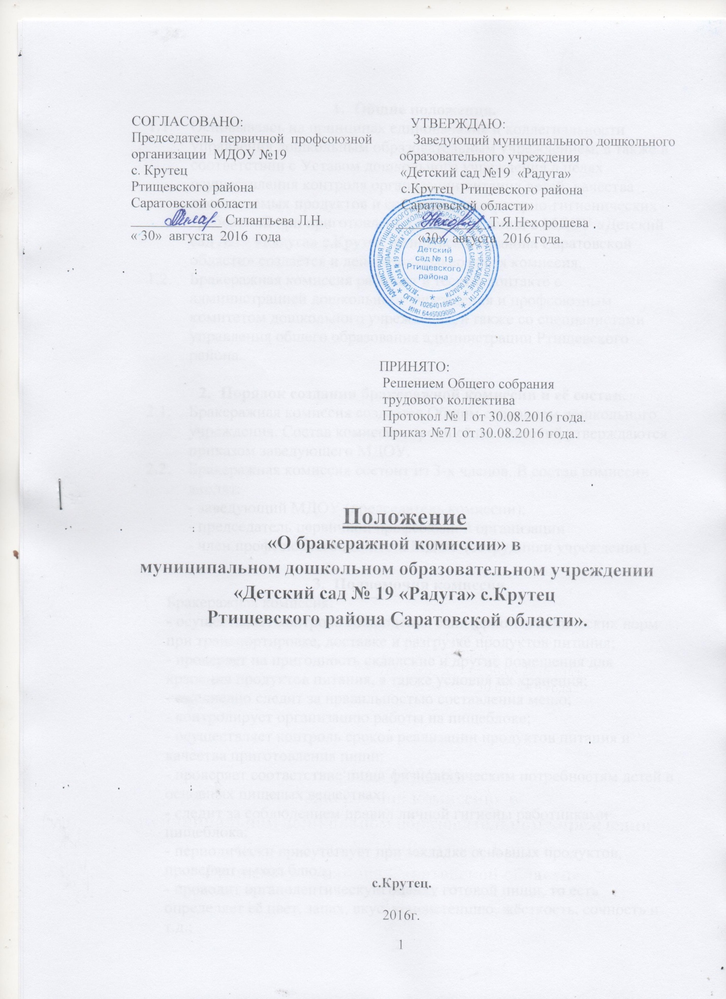 СОГЛАСОВАНО:
Председатель первичной профсоюзной
организации МДОУ №19
с. Крутец
Ртищевского района
Саратовской области
Силантьева Л.Н.
« 30» августа 2016 года
УТВЕРЖДАЮ:
Заведующий муниципального дошкольного
образовательного учреждения
«Детский сад №19 «Радуга»
с.Крутец Ртищевского района
Саратовской области»
Т.Я.Нехорошева .
«30» августа 2016 года.
МДОУ
Детский
сад № 19
Ртищевского
района
ОГРН 1026401896245
ИНН 6446009080
ПРИНЯТО:
Решением Общего собрания
трудового коллектива
Протокол № 1 от 30.08.2016 года.
Приказ №71 от 30.08.2016 года.
Положение
«О бракеражной комиссии» в
муниципальном дошкольном образовательном учреждении
«Детский сад № 19 «Радуга» с.Крутец
Ртищевского района Саратовской области».
с.Крутец.
2016г.
1